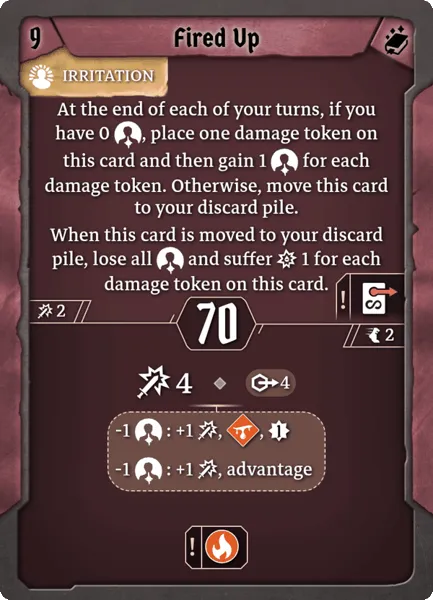 9
Fired Up
IRRITATION
At the end of each of your turns, if you
have 0 , place one damage token on
this card and then gain 1 for each
damage token. Otherwise, move this card
to your discard pile.
When this card is moved to your discard
pile, lose all and suffer 1 for each
damage token on this card.
! S
2
70
2
4 4
-1 : +1 , , !
-1 : +1 , advantage
!